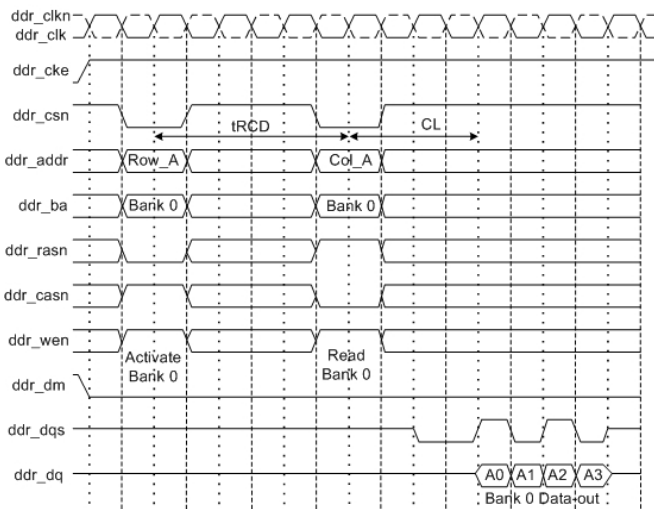 ddr_clkn
ddr_clk
ddr_cke
ddr_csn
tRCD CL
ddr_addr Row_A Col_A
ddr_ba Bank 0 Bank 0
ddr_rasn
ddr_casn
ddr_wen
Activate Bank 0
Read Bank 0
ddr_dm
ddr_dqs
ddr_dq A0 A1 A2 A3
Bank 0 Data-out